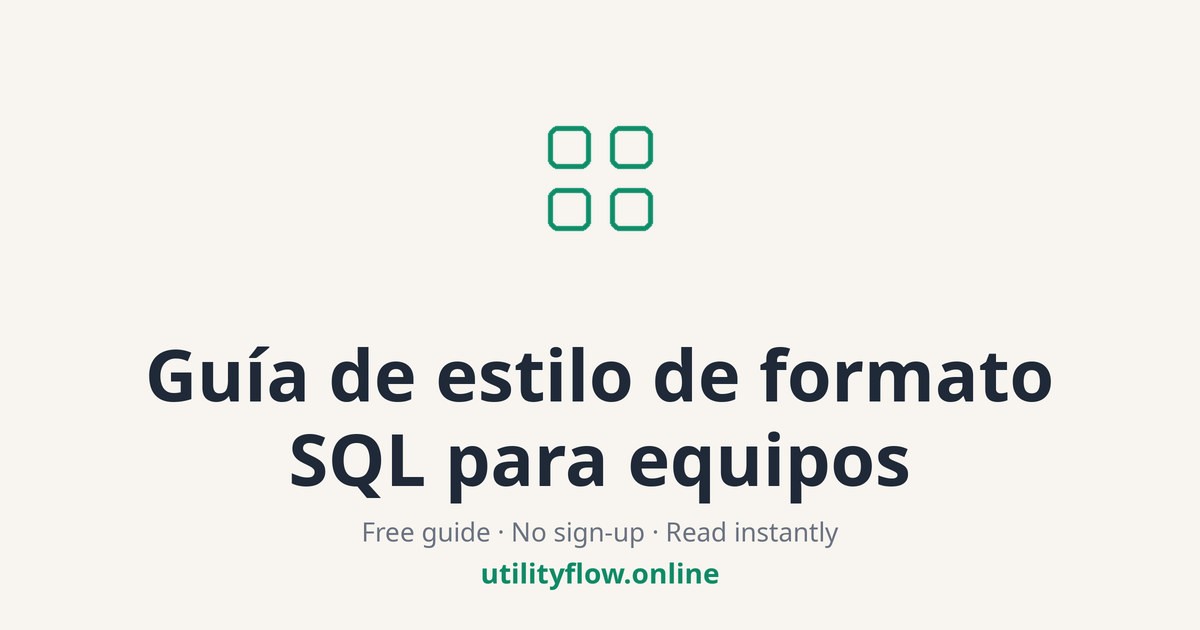 Guía de estilo de formato
SQL para equipos
Free guide · No sign-up · Read instantly
utilityflow.online